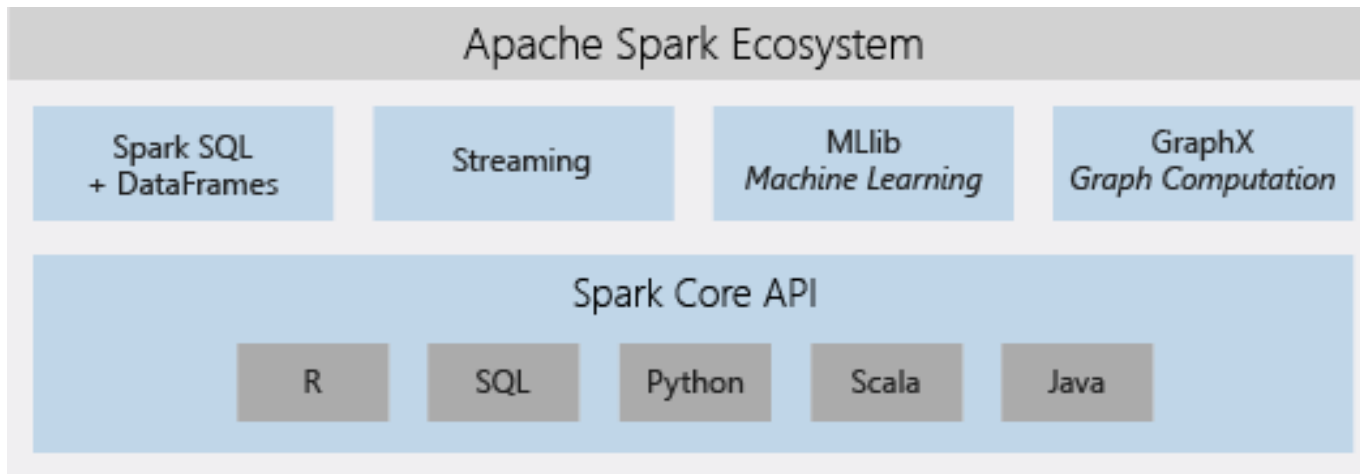 Apache Spark Ecosystem
Spark SQL
+ DataFrames
Streaming
MLlib
Machine Learning
GraphX
Graph Computation
Spark Core API
R
SQL
Python
Scala
Java